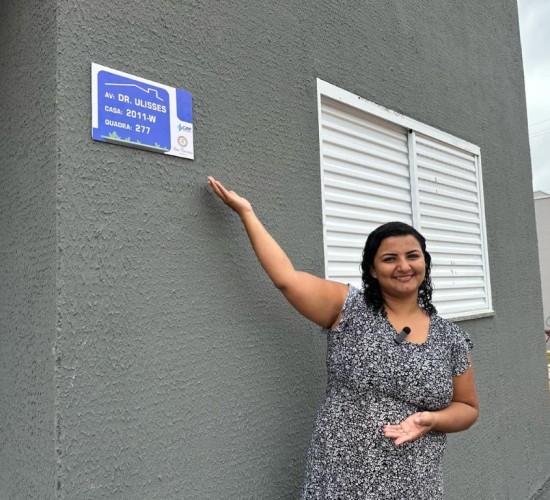 AV: DR. ULISSES
CASA: 2011-W
QUADRA: 277